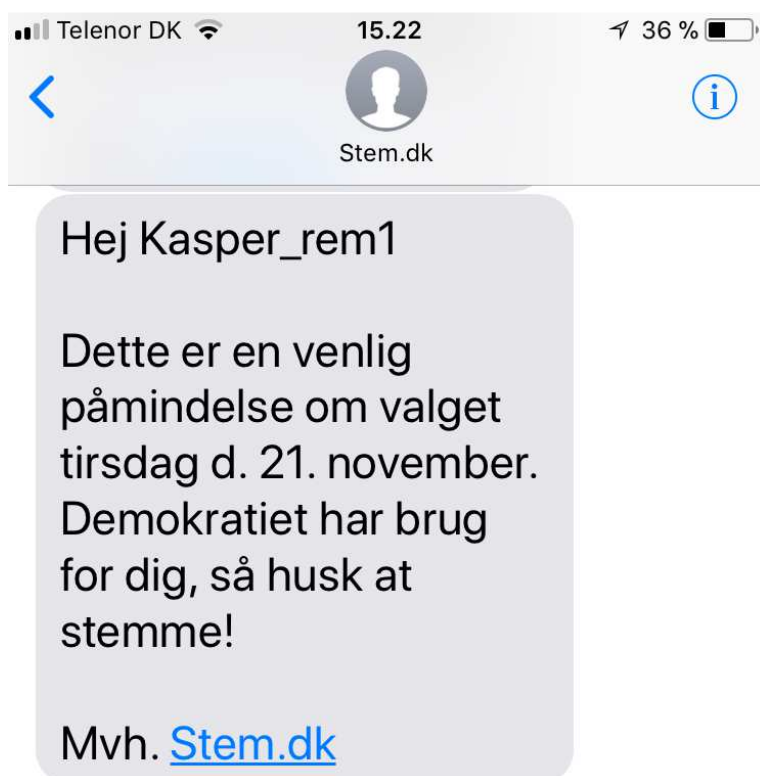 Telenor DK 15.22 36 %
Stem.dk
Hej Kasper_rem1
Dette er en venlig
påmindelse om valget
tirsdag d. 21. november.
Demokratiet har brug
for dig, så husk at
stemme!
Mvh. Stem.dk